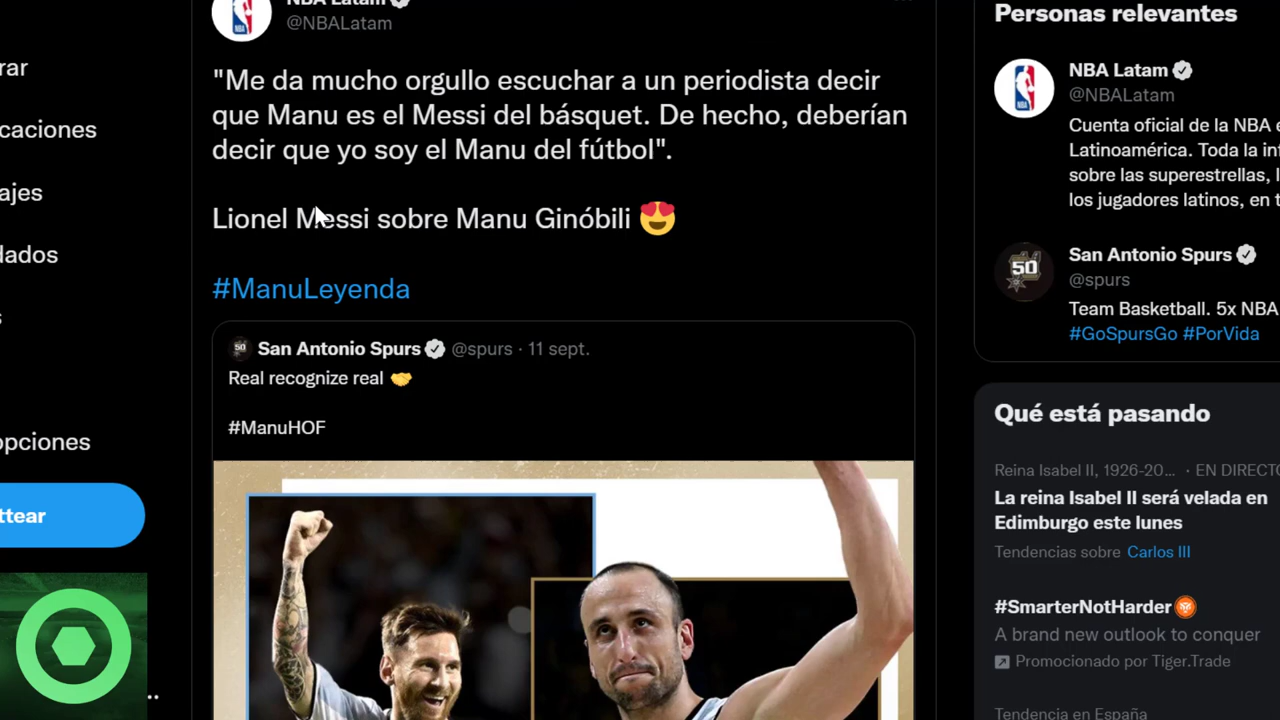 NBA Latam
@NBALatam
"Me da mucho orgullo escuchar a un periodista decir
que Manu es el Messi del básquet. De hecho, deberían
decir que yo soy el Manu del fútbol".
Lionel Messi sobre Manu Ginóbili 😍
#ManuLeyenda
San Antonio Spurs @spurs · 11 sept.
Real recognize real 🤝
#ManuHOF
rar
caciones
ajes
dados
s
opciones
ttear
Personas relevantes
NBA Latam
@NBALatam
Cuenta oficial de la NBA e
Latinoamérica. Toda la in
sobre las superestrellas, l
los jugadores latinos, en t
50
San Antonio Spurs
@spurs
Team Basketball. 5x NBA
#GoSpursGo #PorVida
Qué está pasando
Reina Isabel II, 1926-20... · EN DIRECTO
La reina Isabel II será velada en
Edimburgo este lunes
Tendencias sobre Carlos III
#SmarterNotHarder
A brand new outlook to conquer
Promocionado por Tiger.Trade
Tendencia en España